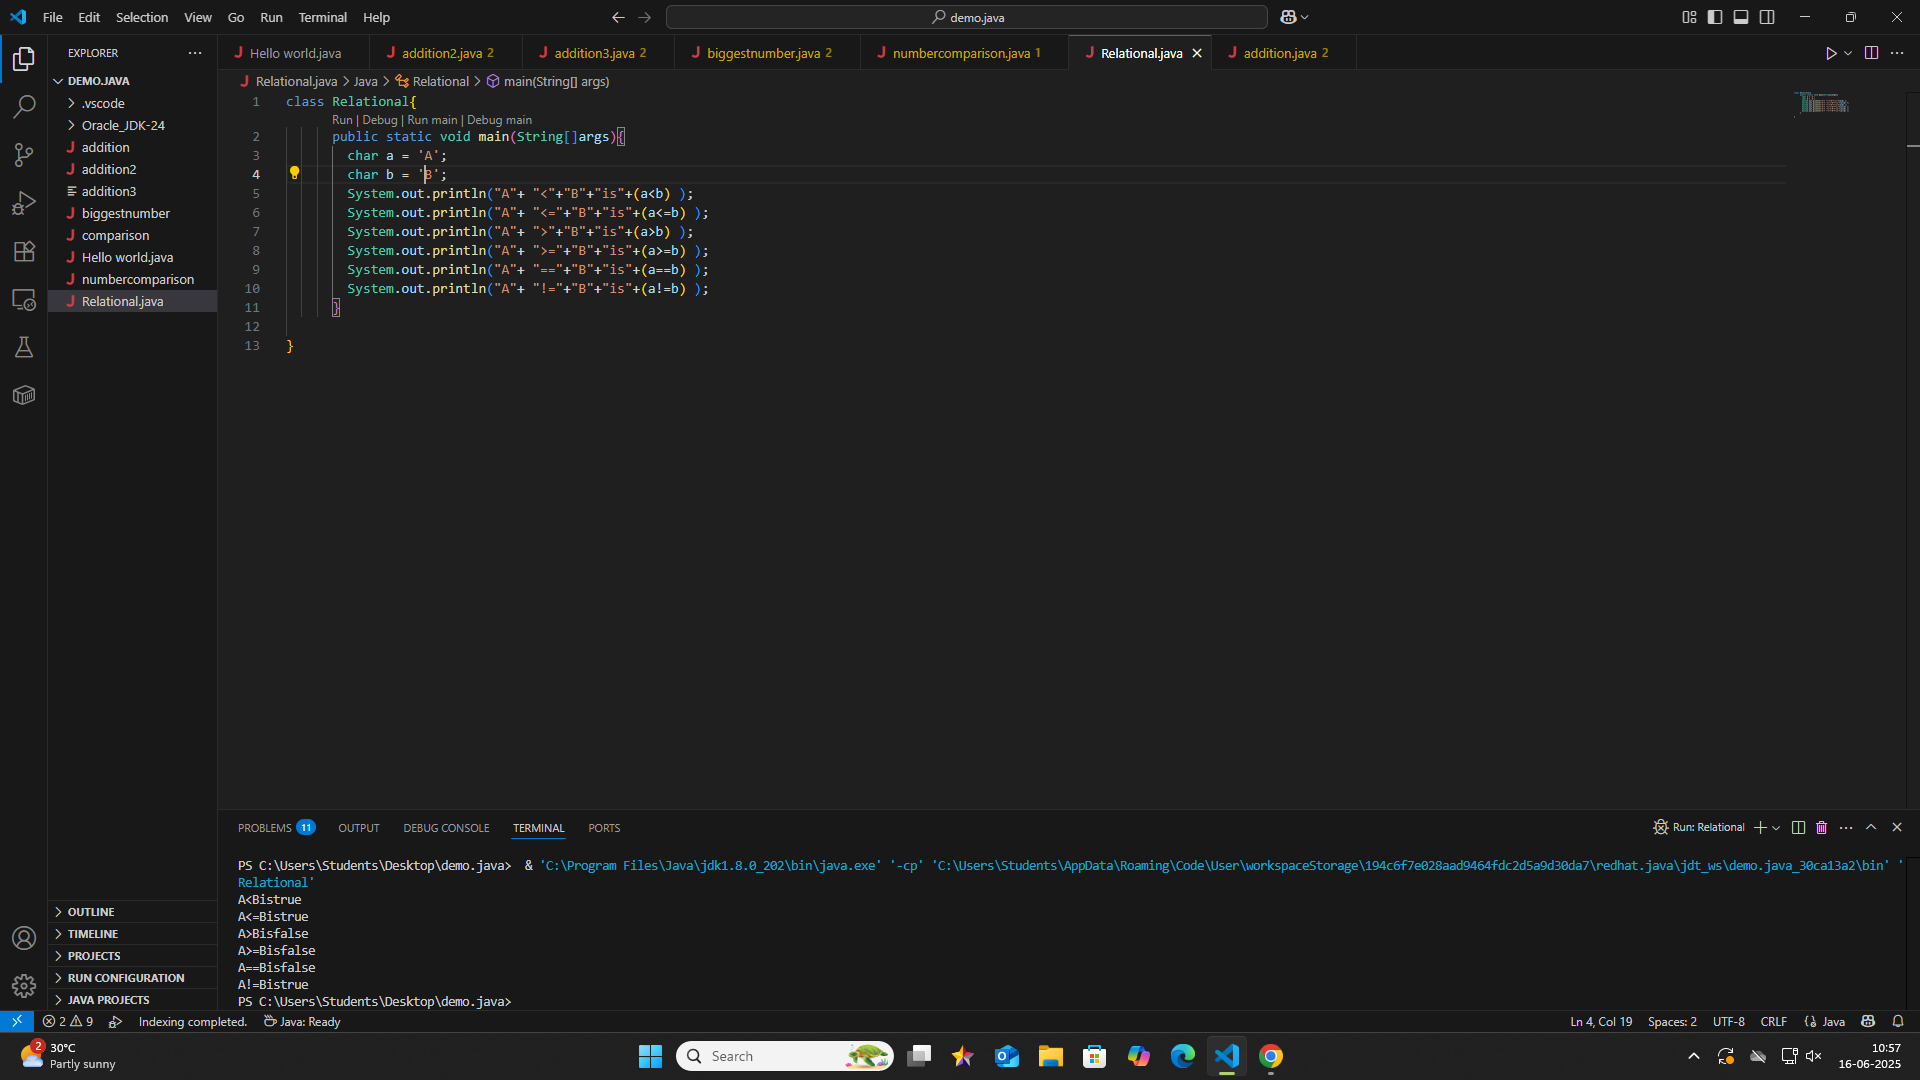 File Edit Selection View Go Run Terminal Help
demo.java
EXPLORER
DEMO.JAVA
.vscode
Oracle_JDK-24
addition
addition2
addition3
biggestnumber
comparison
Hello world.java
numbercomparison
Relational.java
OUTLINE
TIMELINE
PROJECTS
RUN CONFIGURATION
JAVA PROJECTS
Hello world.java addition2.java 2 addition3.java 2 biggestnumber.java 2 numbercomparison.java 1 Relational.java addition.java 2
Relational.java > Java > Relational > main(String[] args)
1 class Relational{
Run | Debug | Run main | Debug main
2 public static void main(String[]args){
3 char a = 'A';
4 char b = 'B';
5 System.out.println("A"+ "<"+"B"+"is"+(a<b) );
6 System.out.println("A"+ "<="+"B"+"is"+(a<=b) );
7 System.out.println("A"+ ">"+"B"+"is"+(a>b) );
8 System.out.println("A"+ ">="+"B"+"is"+(a>=b) );
9 System.out.println("A"+ "=="+"B"+"is"+(a==b) );
10 System.out.println("A"+ "!="+"B"+"is"+(a!=b) );
11 }
12
13 }
PROBLEMS 11 OUTPUT DEBUG CONSOLE TERMINAL PORTS
Run: Relational
PS C:\Users\Students\Desktop\demo.java> & 'C:\Program Files\Java\jdk1.8.0_202\bin\java.exe' '-cp' 'C:\Users\Students\AppData\Roaming\Code\User\workspaceStorage\194c6f7e028aad9464fdc2d5a9d30da7\redhat.java\jdt_ws\demo.java_30ca13a2\bin' '
Relational'
A<Bistrue
A<=Bistrue
A>Bisfalse
A>=Bisfalse
A==Bisfalse
A!=Bistrue
PS C:\Users\Students\Desktop\demo.java>
2 9 Indexing completed. Java: Ready
Ln 4, Col 19 Spaces: 2 UTF-8 CRLF Java
2
30°C
Partly sunny
Search
10:57
16-06-2025